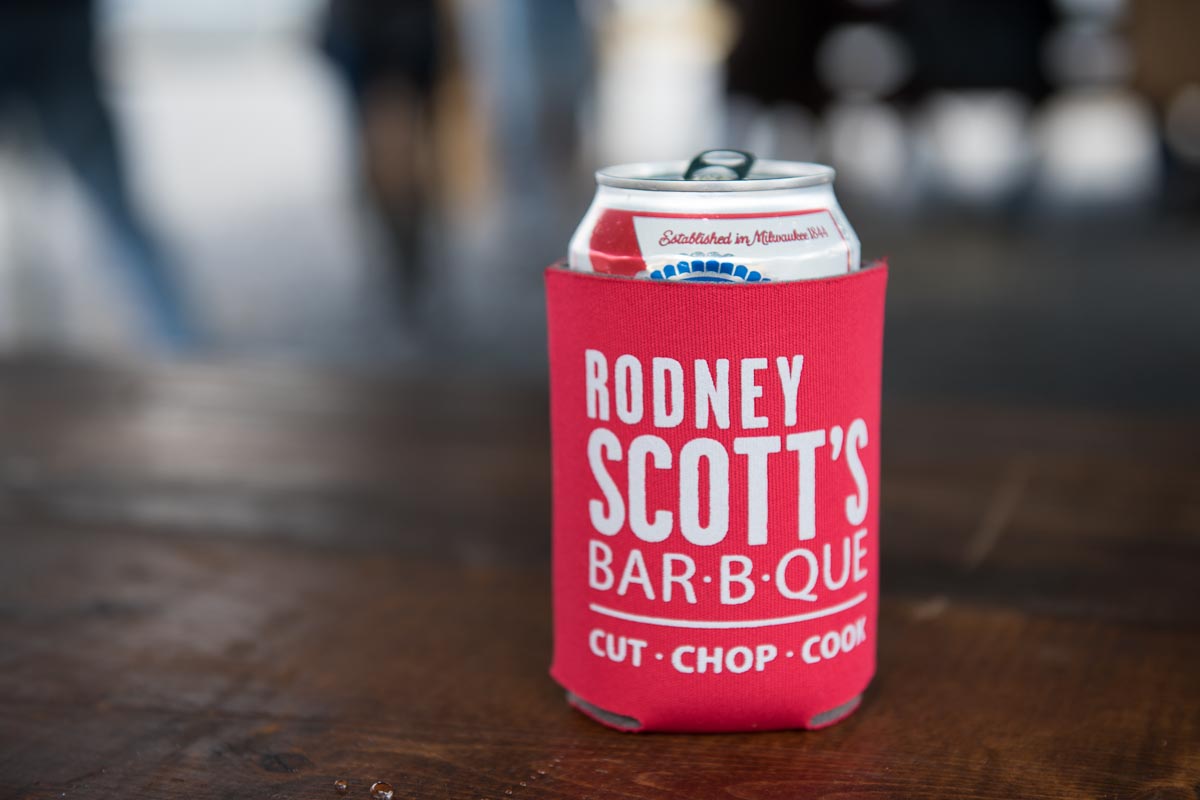 Established in Milwaukee 1844
RODNEY
SCOTT'S
BAR·B·QUE
CUT · CHOP · COOK